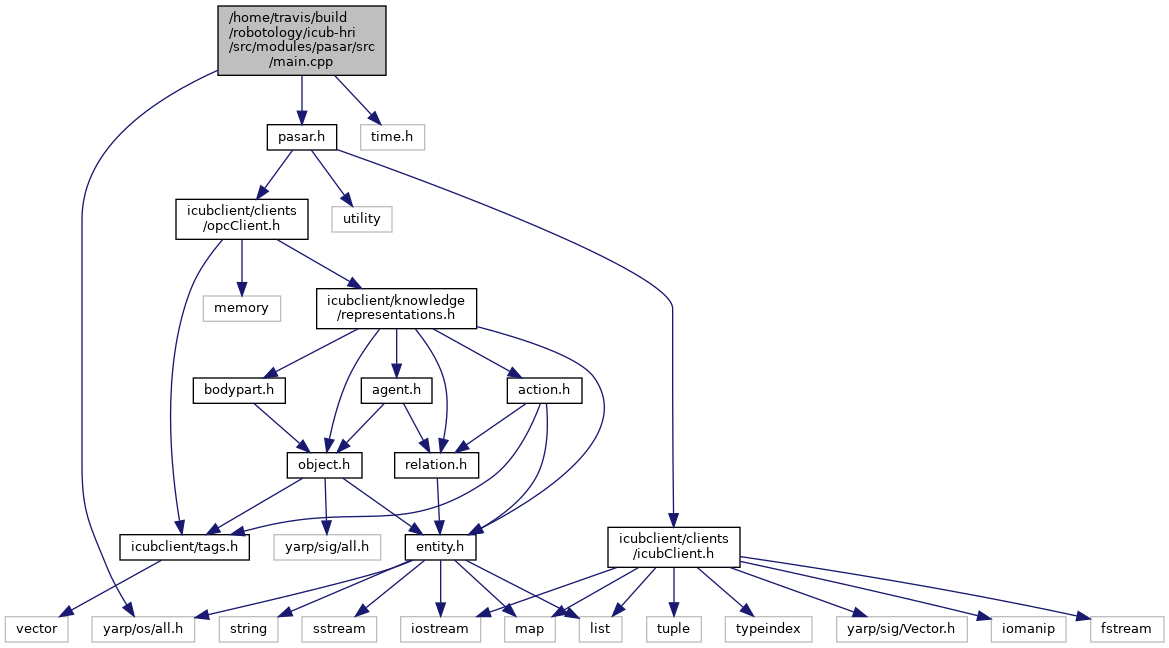 /home/travis/build
/robotology/icub-hri
/src/modules/pasar/src
/main.cpp
pasar.h
time.h
icubclient/clients
/opcClient.h
utility
memory
icubclient/knowledge
/representations.h
bodypart.h
agent.h
action.h
object.h
relation.h
icubclient/tags.h
yarp/sig/all.h
entity.h
icubclient/clients
/icubClient.h
vector
yarp/os/all.h
string
sstream
iostream
map
list
tuple
typeindex
yarp/sig/Vector.h
iomanip
fstream